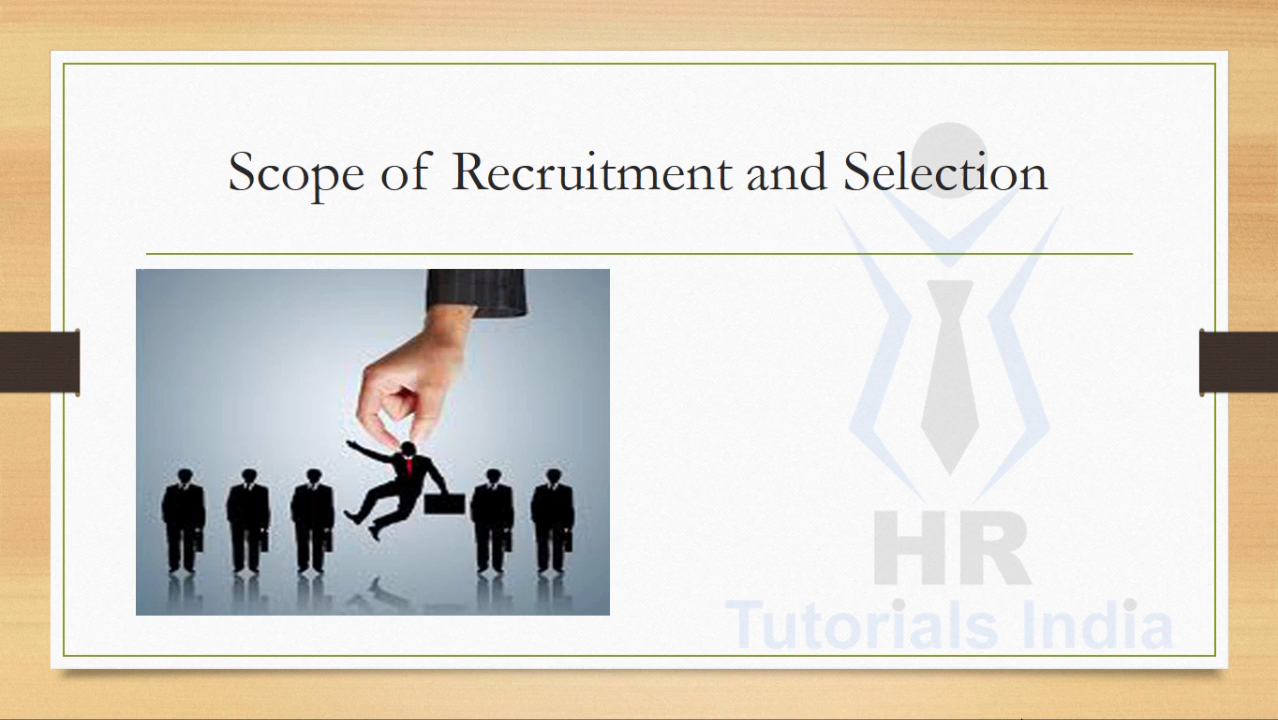 Scope of Recruitment and Selection
HR
Tutorials India